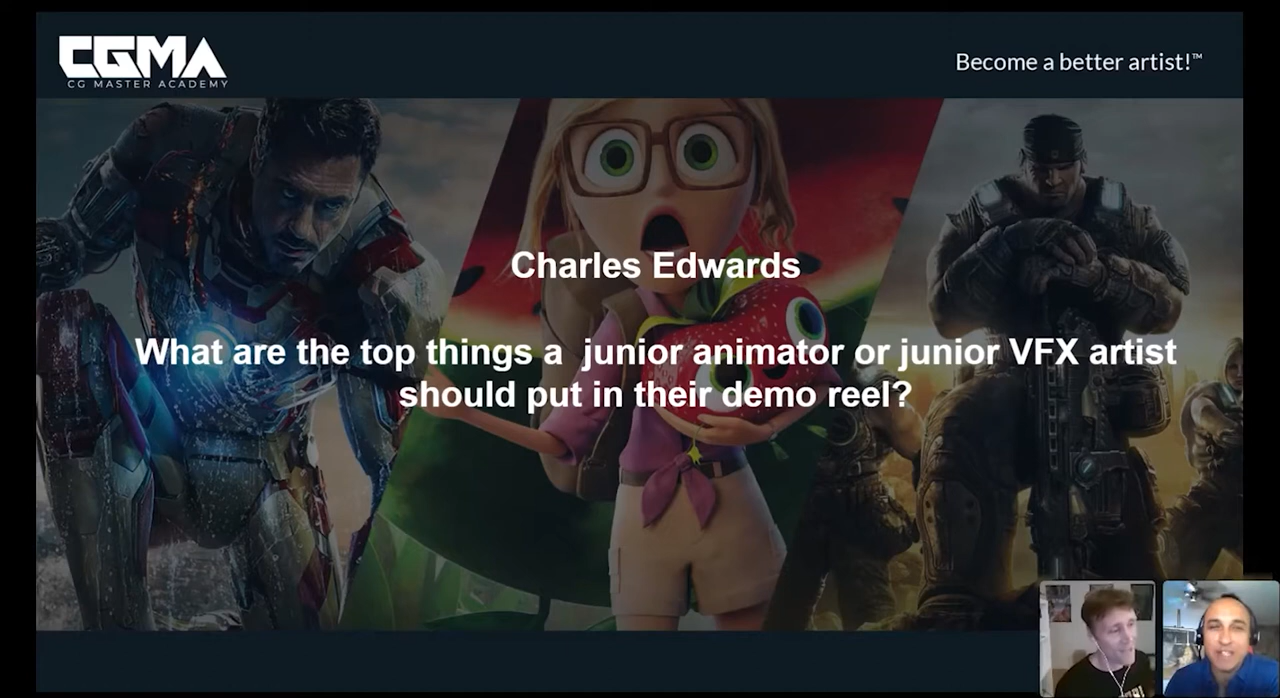 CGMA
CG MASTER ACADEMY
Become a better artist!™
Charles Edwards
What are the top things a  junior animator or junior VFX artist
should put in their demo reel?